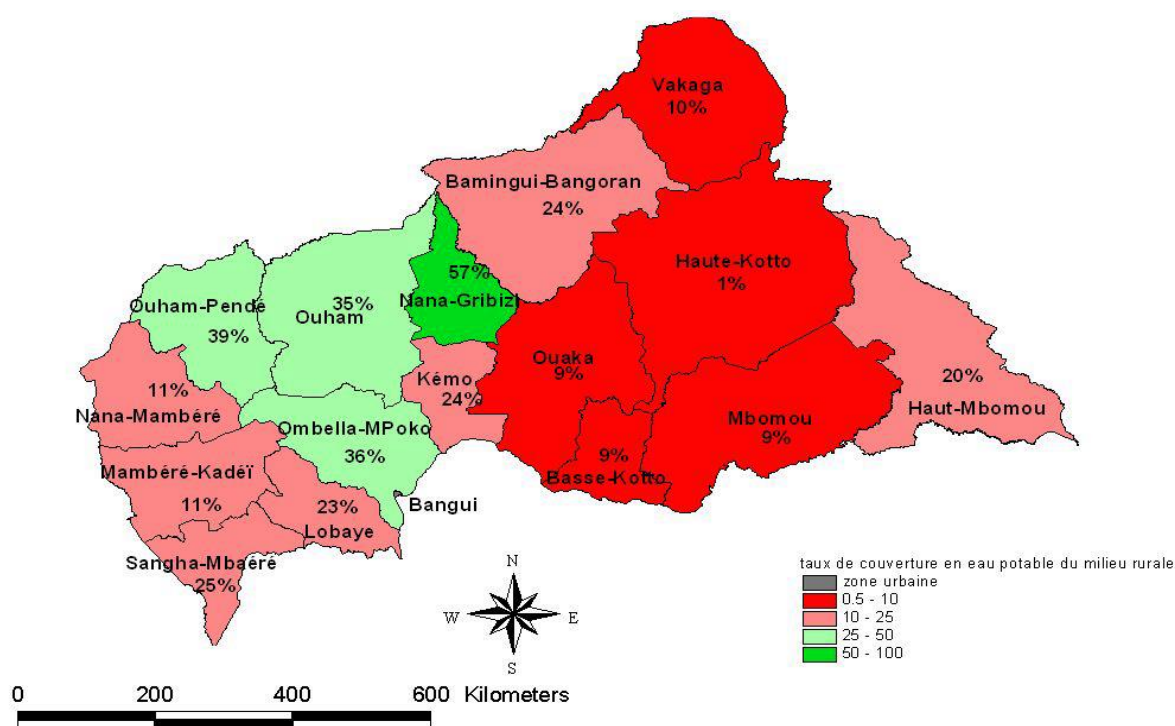 Vakaga
10%
Bamingui-Bangoran
24%
Haute-Kotto
1%
57%
Nana-Gribizi
Ouham-Pendé
39%
35%
Ouham
Ouaka
9%
Kémo
24%
20%
Haut-Mbomou
11%
Nana-Mambéré
Mbomou
9%
Ombella-MPoko
36%
9%
Basse-Kotto
Mambéré-Kadéï
11%
23%
Lobaye
Bangui
Sangha-Mbaéré
25%
N
W
E
S
taux de couverture en eau potable du milieu rurale
zone urbaine
0.5 - 10
10 - 25
25 - 50
50 - 100
0 200 400 600 Kilometers